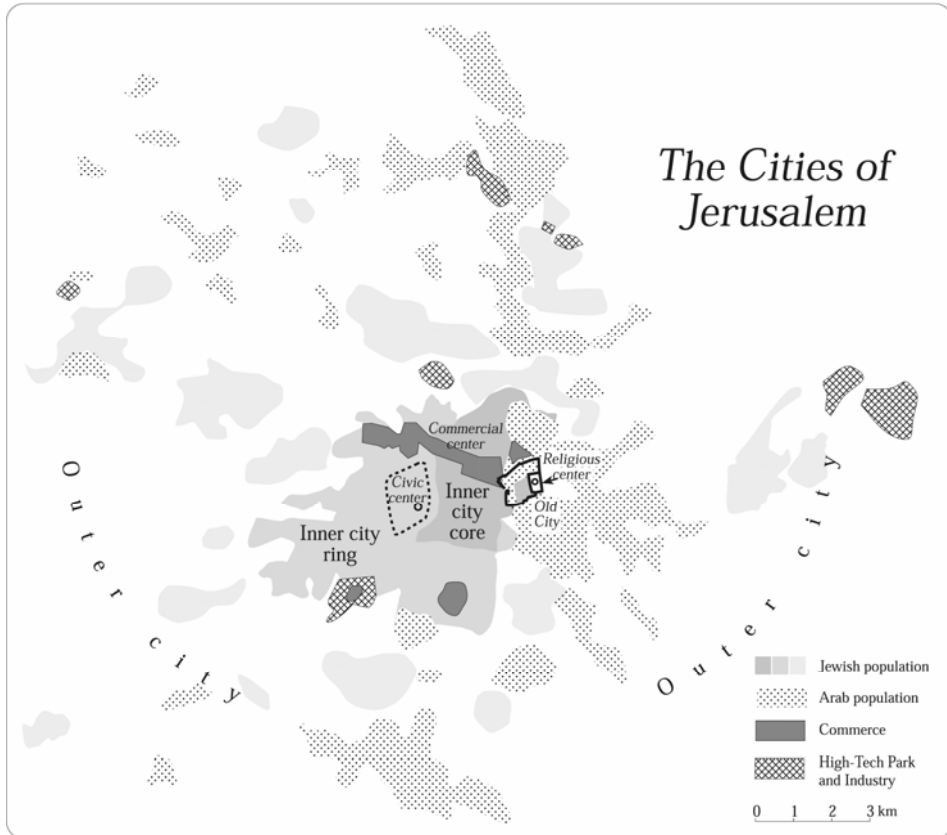 The Cities of
Jerusalem
Commercial
center
Religious
center
Civic
center
Inner
city
core
Old
City
Inner city
ring
Outer city
Outer city
Jewish population
Arab population
Commerce
High-Tech Park
and Industry
0 1 2 3 km